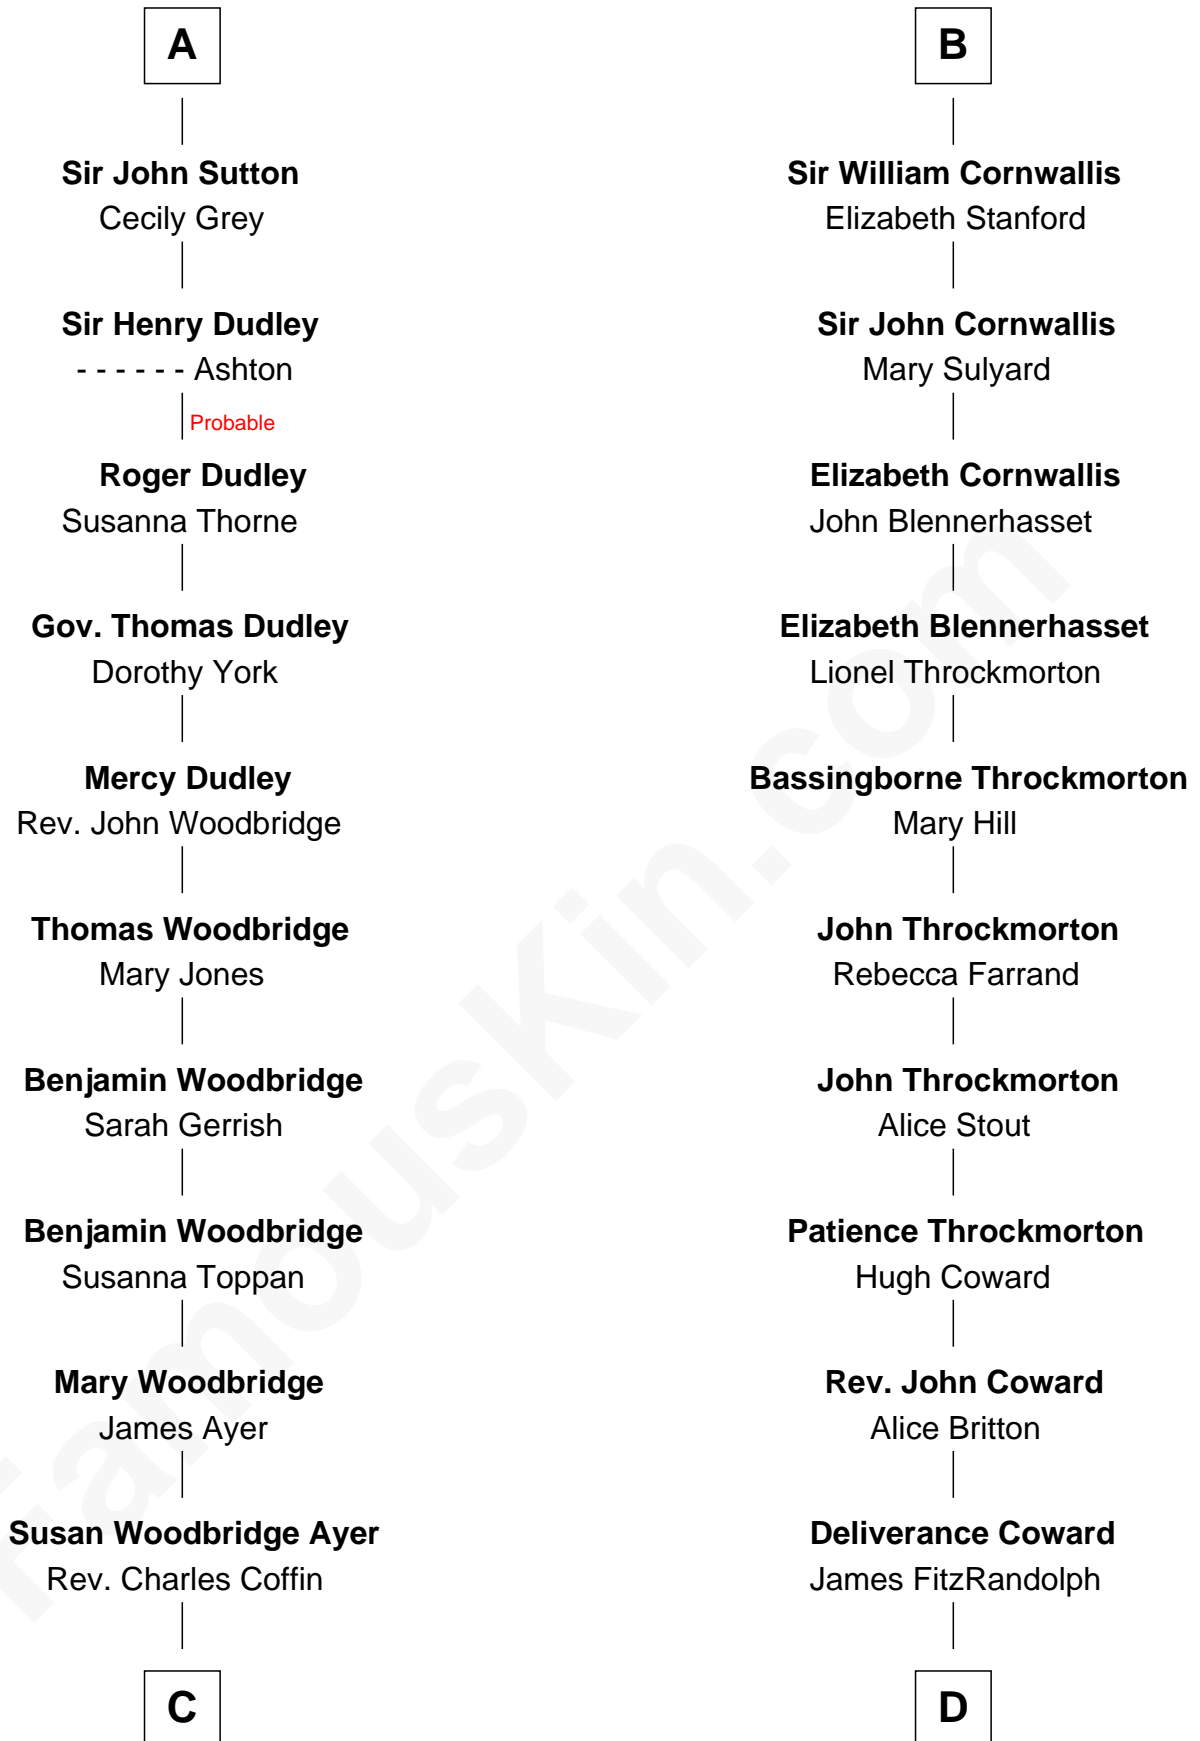 A
Sir John Sutton
Cecily Grey
Sir Henry Dudley
- - - - - - Ashton
Probable
Roger Dudley
Susanna Thorne
Gov. Thomas Dudley
Dorothy York
Mercy Dudley
Rev. John Woodbridge
Thomas Woodbridge
Mary Jones
Benjamin Woodbridge
Sarah Gerrish
Benjamin Woodbridge
Susanna Toppan
Mary Woodbridge
James Ayer
Susan Woodbridge Ayer
Rev. Charles Coffin
C
B
Sir William Cornwallis
Elizabeth Stanford
Sir John Cornwallis
Mary Sulyard
Elizabeth Cornwallis
John Blennerhasset
Elizabeth Blennerhasset
Lionel Throckmorton
Bassingborne Throckmorton
Mary Hill
John Throckmorton
Rebecca Farrand
John Throckmorton
Alice Stout
Patience Throckmorton
Hugh Coward
Rev. John Coward
Alice Britton
Deliverance Coward
James FitzRandolph
D
FamousKin.com